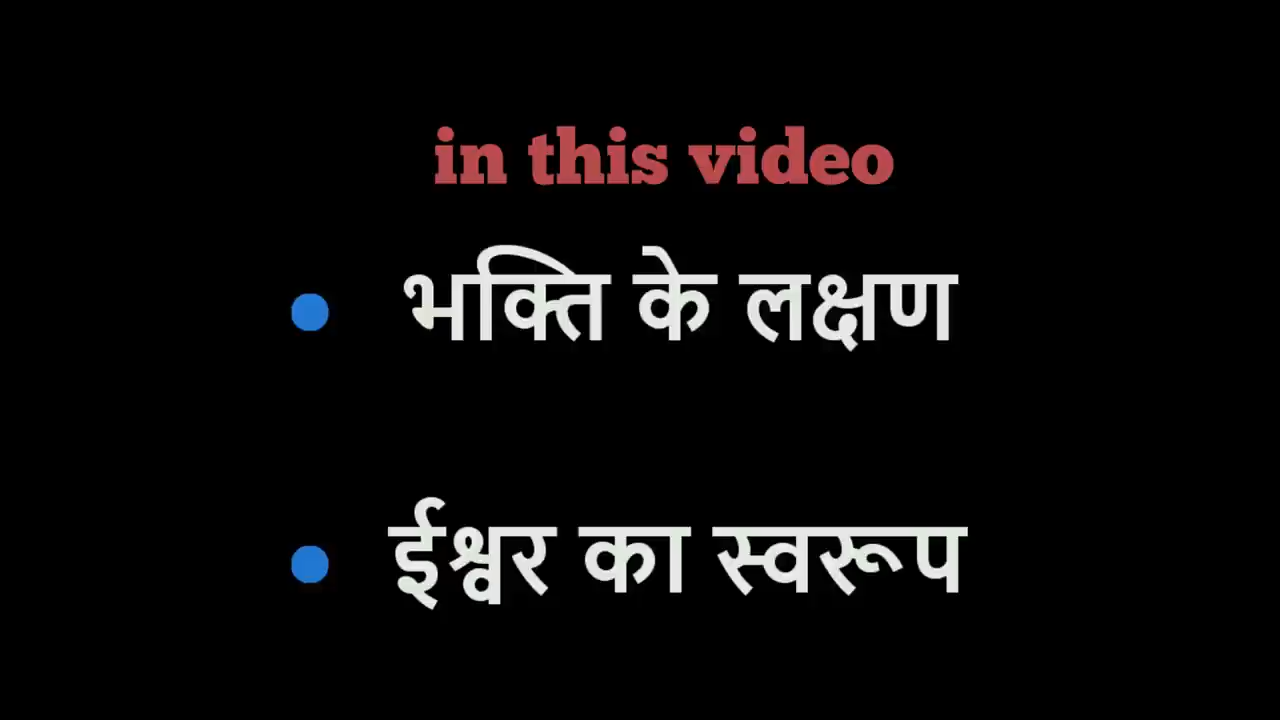 in this video
• भक्ति के लक्षण
• ईश्वर का स्वरूप